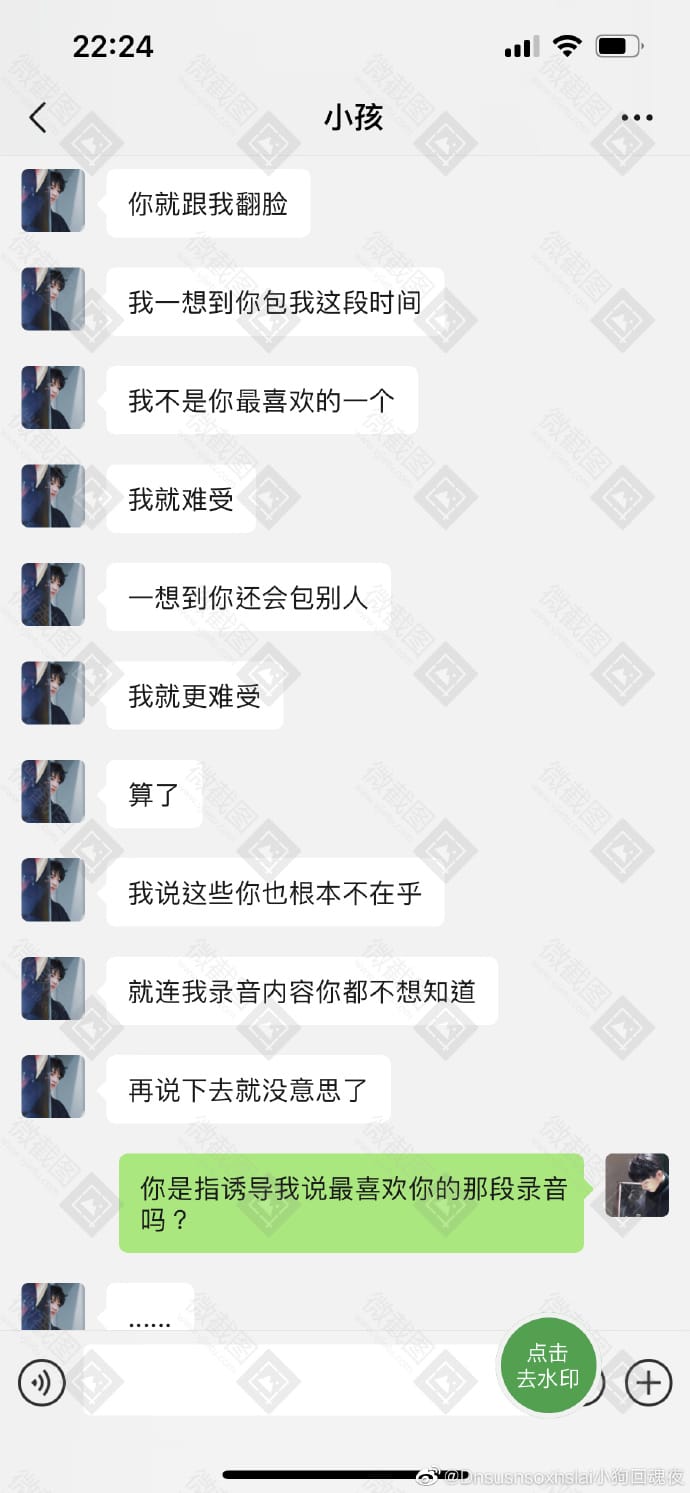 22:24
小孩
你就跟我翻脸
我一想到你包我这段时间
我不是你最喜欢的一个
我就难受
一想到你还会包别人
我就更难受
算了
我说这些你也根本不在乎
就连我录音内容你都不想知道
再说下去就没意思了
你是指诱导我说最喜欢你的那段录音
吗？
......
点击
去水印
@Dnsusnsoxhslai小狗回魂夜
微截图